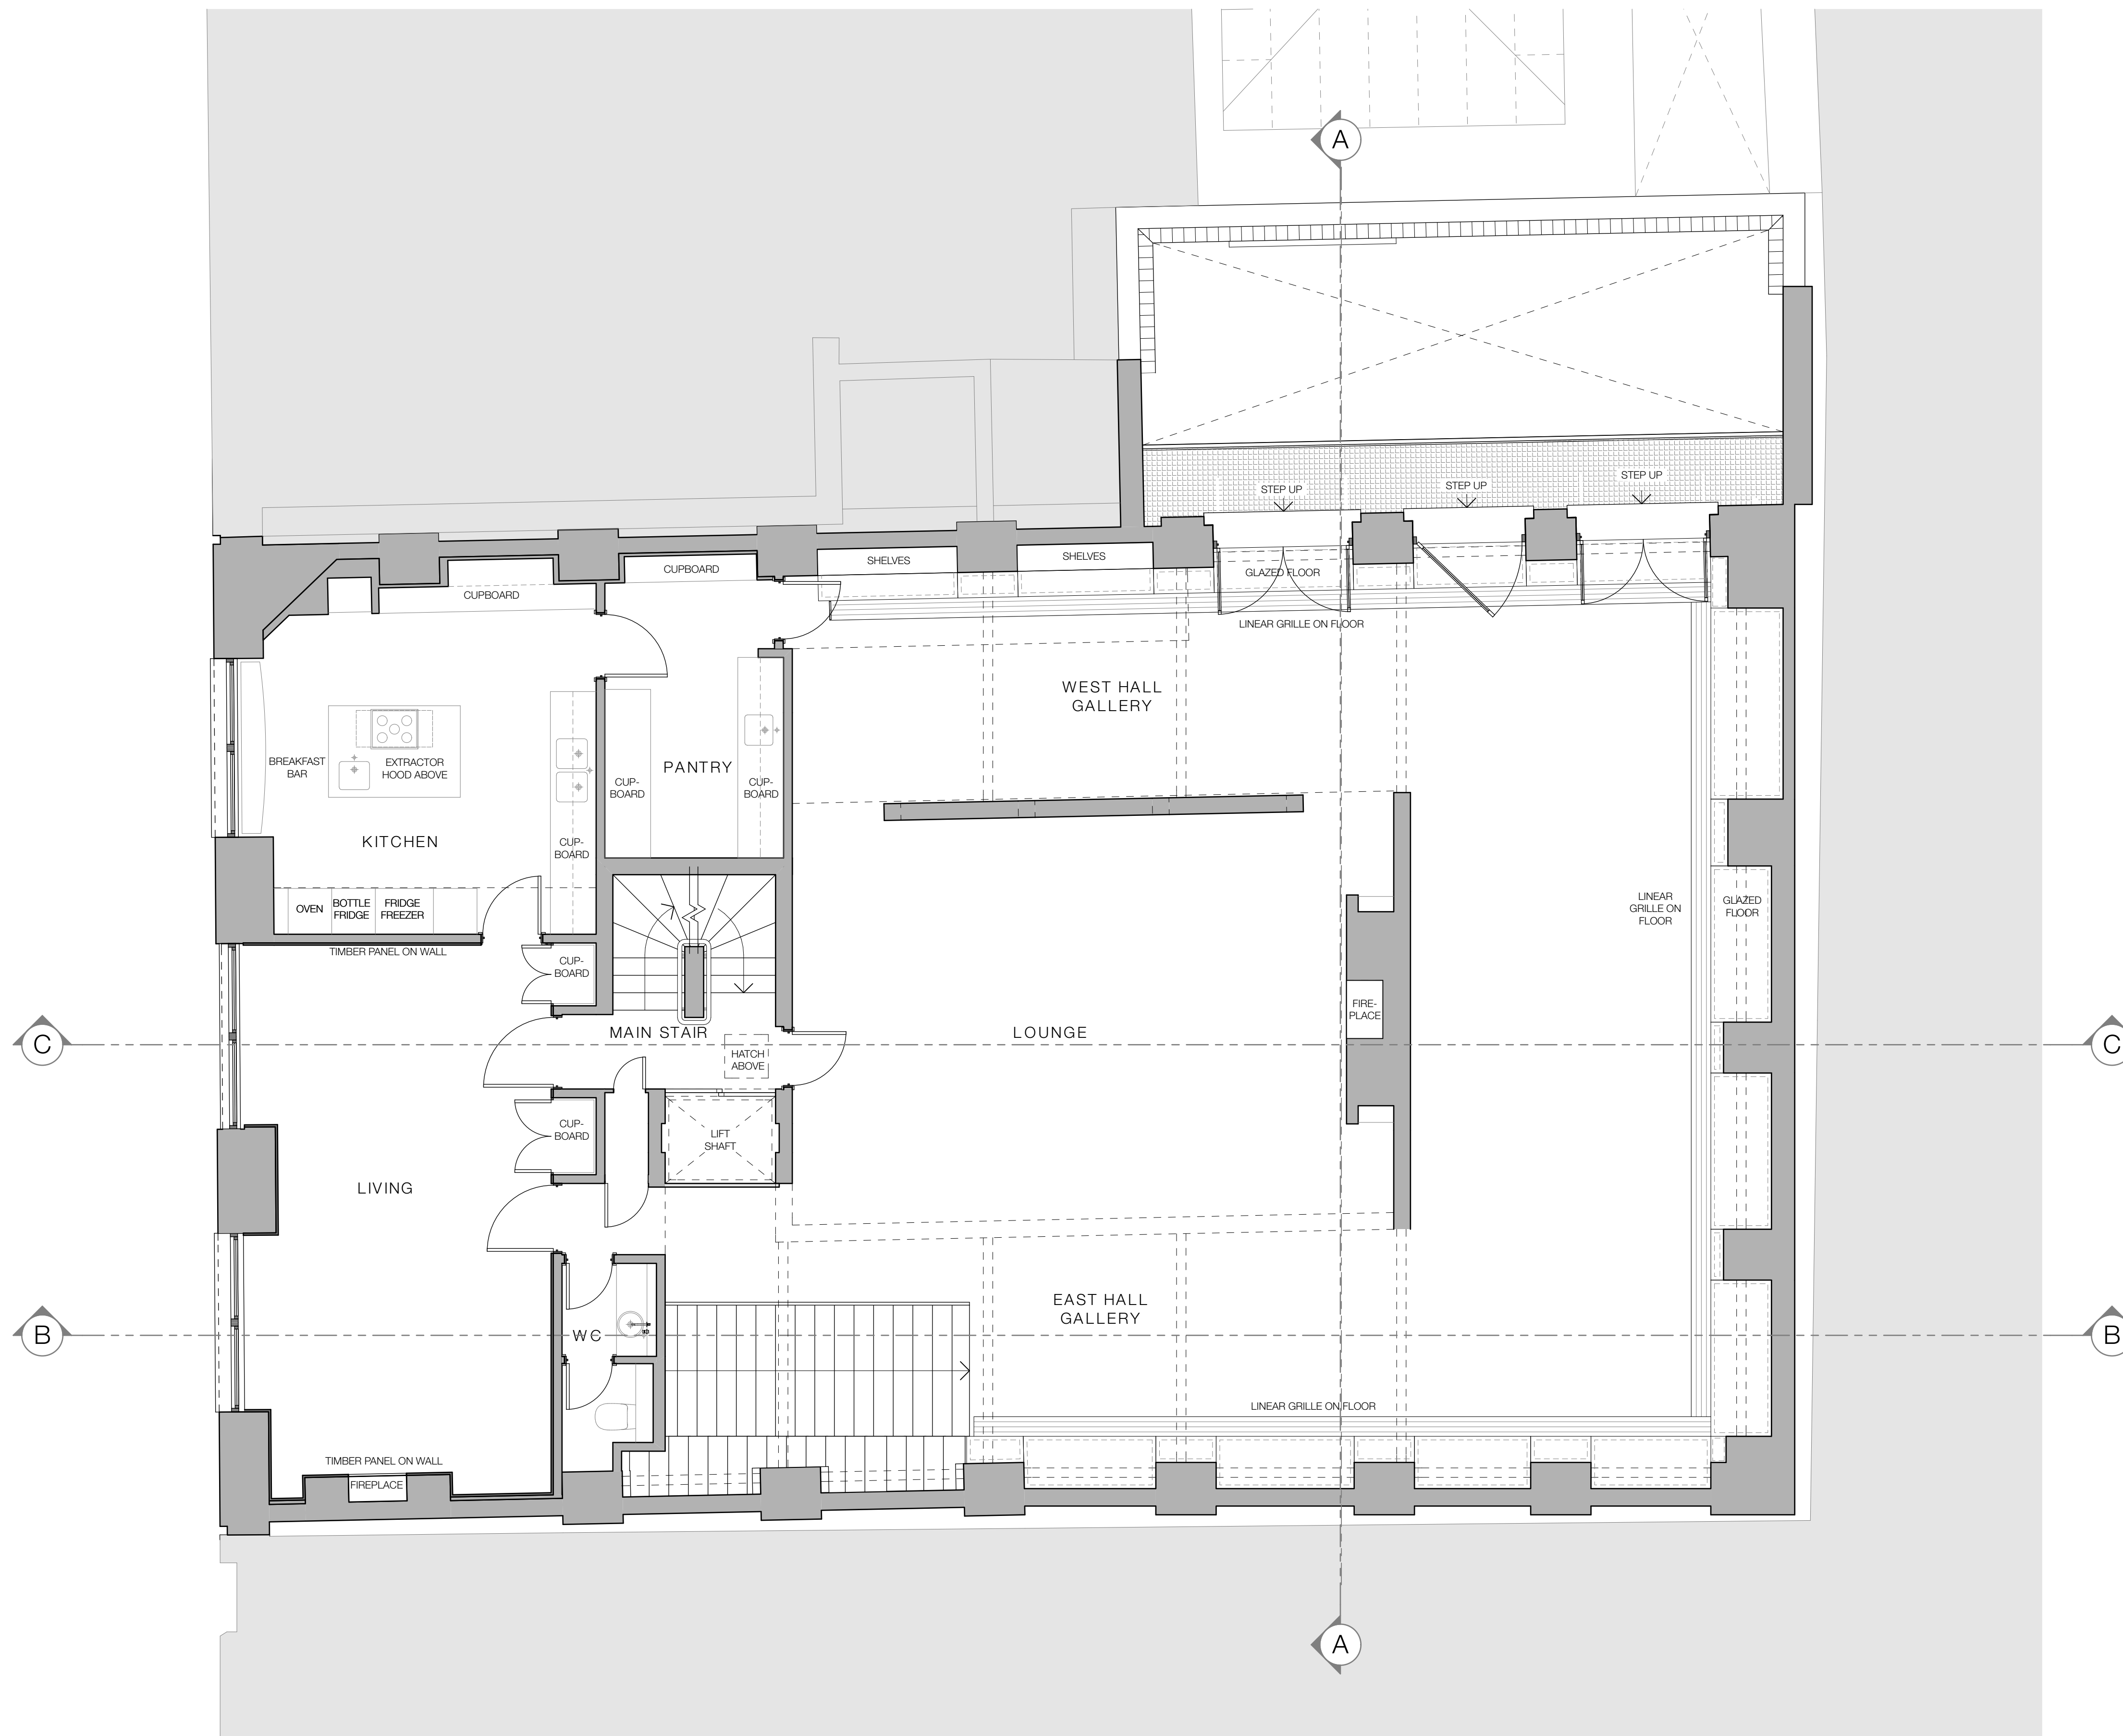 A
STEP UP
STEP UP
STEP UP
SHELVES
SHELVES
CUPBOARD
CUPBOARD
GLAZED FLOOR
LINEAR GRILLE ON FLOOR
WEST HALL
GALLERY
BREAKFAST
BAR
EXTRACTOR
HOOD ABOVE
PANTRY
CUP-
BOARD
CUP-
BOARD
KITCHEN
CUP-
BOARD
OVEN
BOTTLE
FRIDGE
FRIDGE
FREEZER
TIMBER PANEL ON WALL
CUP-
BOARD
LINEAR
GRILLE ON
FLOOR
GLAZED
FLOOR
FIRE-
PLACE
C
MAIN STAIR
HATCH
ABOVE
LOUNGE
C
CUP-
BOARD
LIFT
SHAFT
LIVING
EAST HALL
GALLERY
B
WC
B
LINEAR GRILLE ON FLOOR
TIMBER PANEL ON WALL
FIREPLACE
A